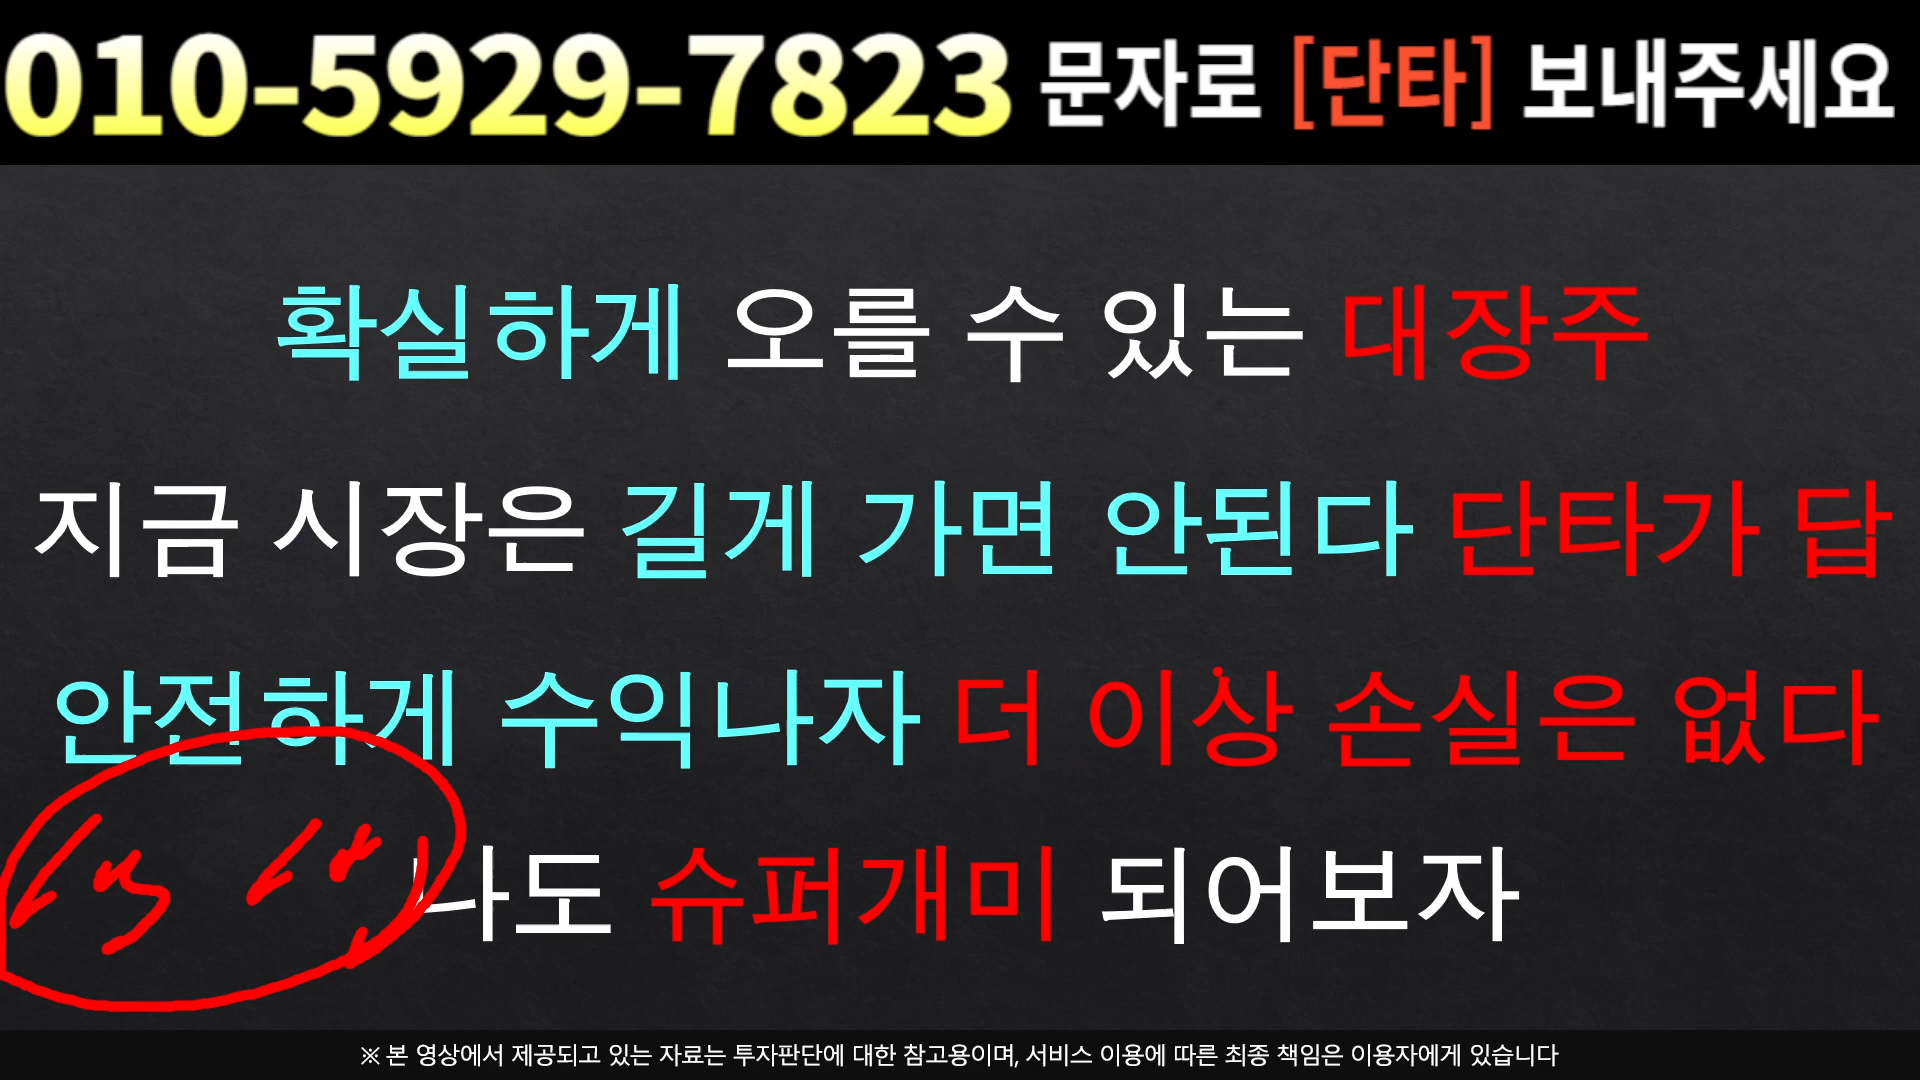 010-5929-7823 문자로 [단타] 보내주세요
확실하게 오를 수 있는 대장주
지금 시장은 길게 가면 안된다 단타가 답
안전하게 수익나자 더 이상 손실은 없다
나도 슈퍼개미 되어보자
※ 본 영상에서 제공되고 있는 자료는 투자판단에 대한 참고용이며, 서비스 이용에 따른 최종 책임은 이용자에게 있습니다